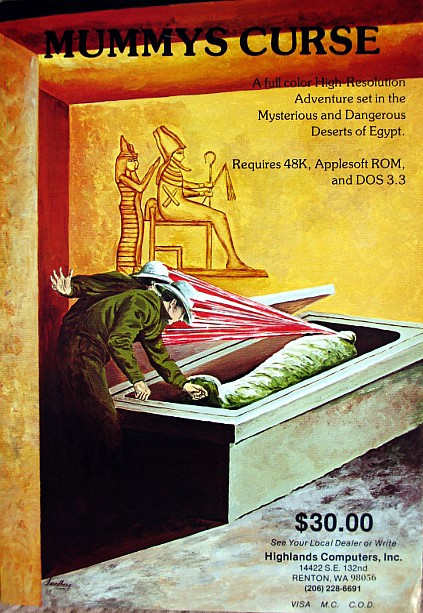 MUMMYS CURSE
A full color High-Resolution
Adventure set in the
Mysterious and Dangerous
Deserts of Egypt.
Requires 48K, Applesoft ROM,
and DOS 3.3
$30.00
See Your Local Dealer or Write
Highlands Computers, Inc.
14422 S.E. 132nd
RENTON, WA 98056
(206) 228-6691
VISA M.C. C.O.D.